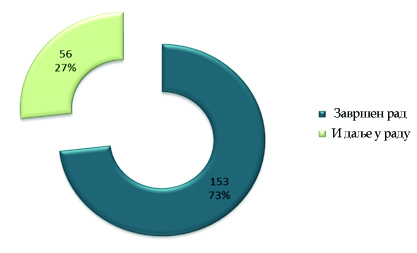 56
27%
153
73%
Завршен рад
И даље у раду